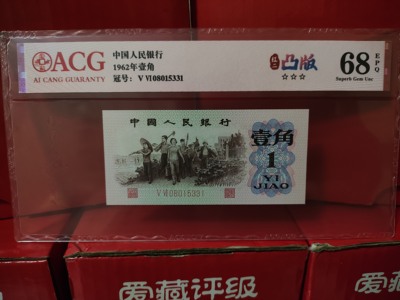 ACG
AI CANG GUARANTY
中国人民银行
1962年壹角
冠号: V VI08015331
红二
凸版
☆☆☆
68
EPQ
Superb Gem Unc
中國人民銀行
壹角
1
YI
JIAO
V VI08015331
爱藏评级